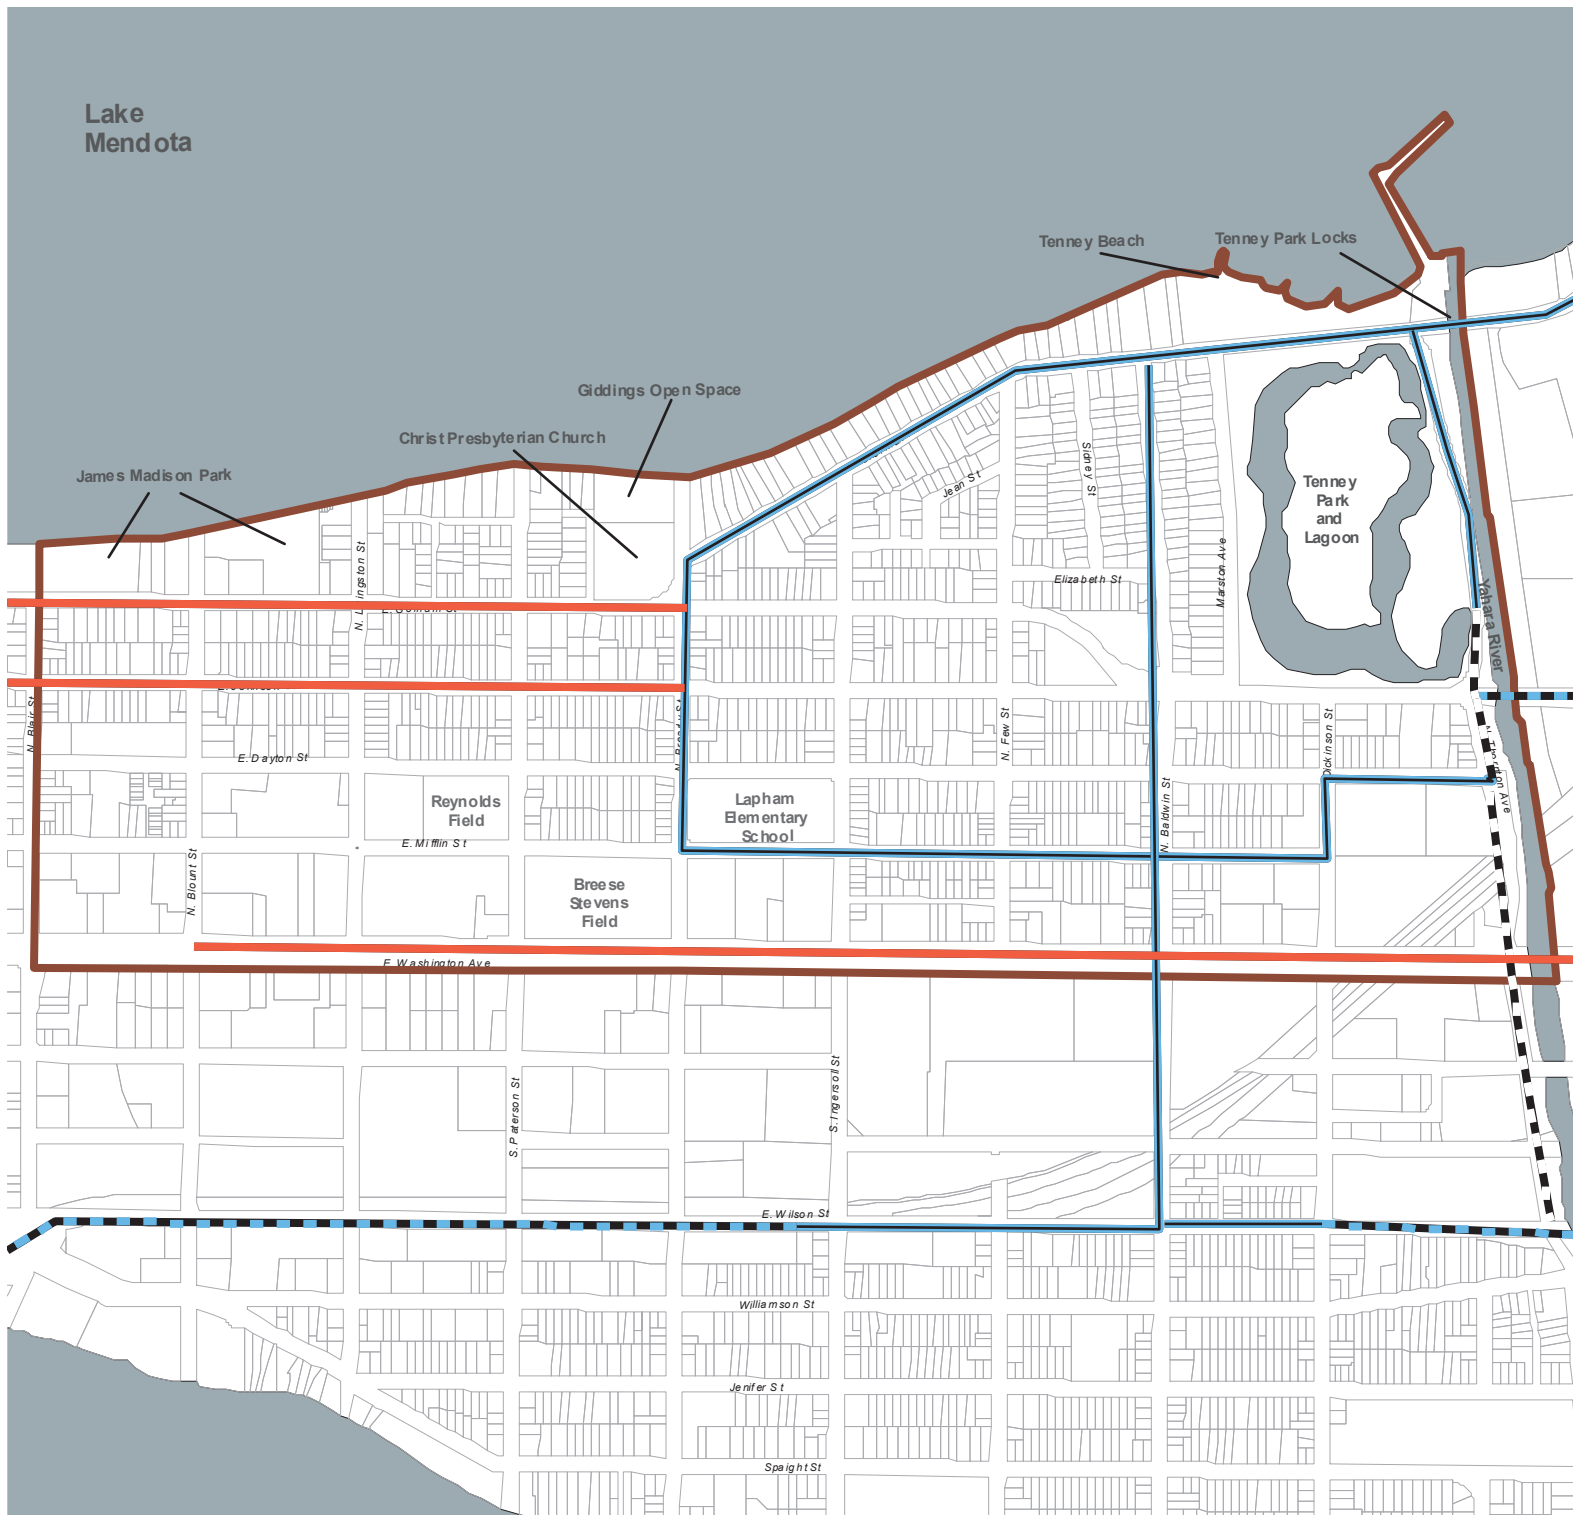 Lake
Mendota
Tenney Beach
Tenney Park Locks
Giddings Open Space
Christ Presbyterian Church
James Madison Park
Sidney St
Jean St
Tenney
Park
and
Lagoon
Elizabeth St
Marston Ave
Yahara River
N. Blair St
N. Few St
E. Dayton St
Reynolds
Field
Lapham
Elementary
School
N. Baldwin St
E. Mifflin St
N. Blount St
Breese
Stevens
Field
E. Washington Ave
S. Paterson St
S. Ingersoll St
E. Wilson St
Williamson St
Jenifer St
Spaight St